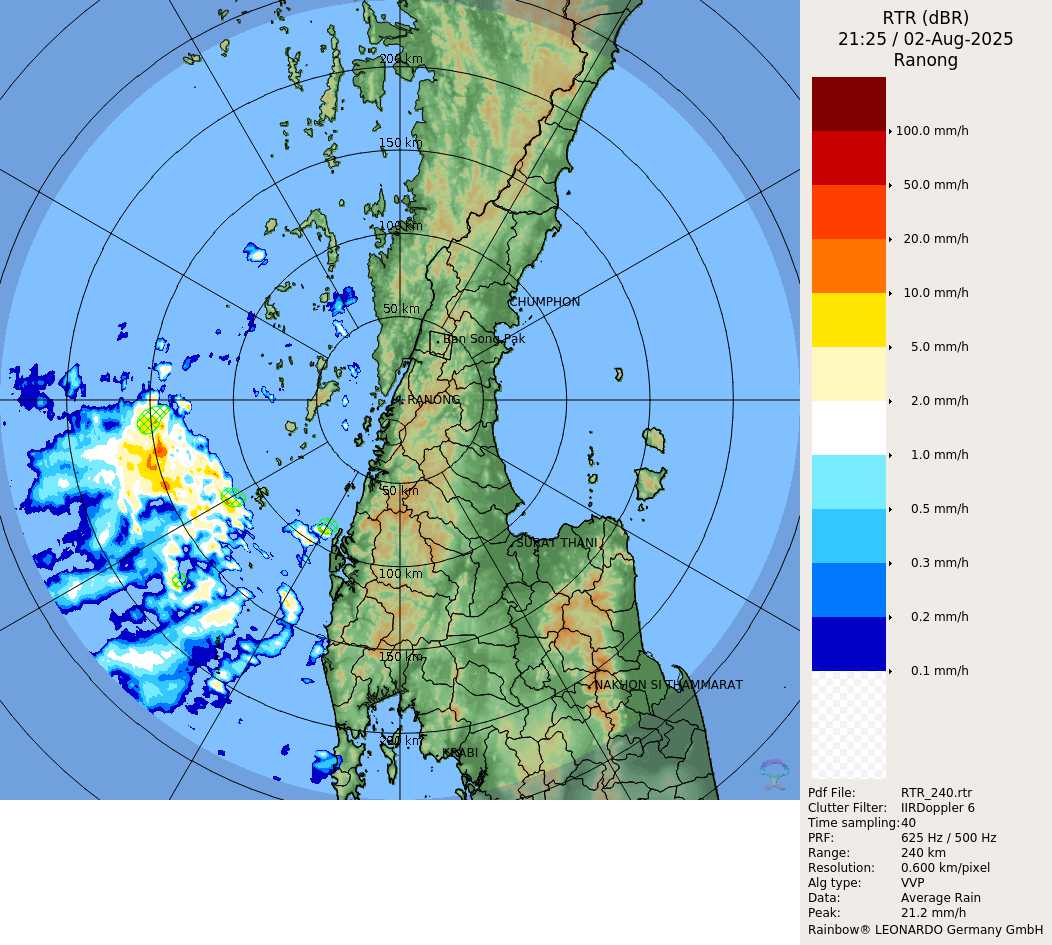 RTR (dBR)
21:25 / 02-Aug-2025
Ranong
100.0 mm/h
50.0 mm/h
20.0 mm/h
10.0 mm/h
5.0 mm/h
2.0 mm/h
1.0 mm/h
0.5 mm/h
0.3 mm/h
0.2 mm/h
0.1 mm/h
200 km
150 km
100 km
50 km
CHUMPHON
Ban Song Pak
RANONG
50 km
SURAT THANI
100 km
150 km
NAKHON SI THAMMARAT
200 km
KRABI
Pdf File: RTR_240.rtr
Clutter Filter: IIRDoppler 6
Time sampling:40
PRF: 625 Hz / 500 Hz
Range: 240 km
Resolution: 0.600 km/pixel
Alg type: VVP
Data: Average Rain
Peak: 21.2 mm/h
Rainbow® LEONARDO Germany GmbH